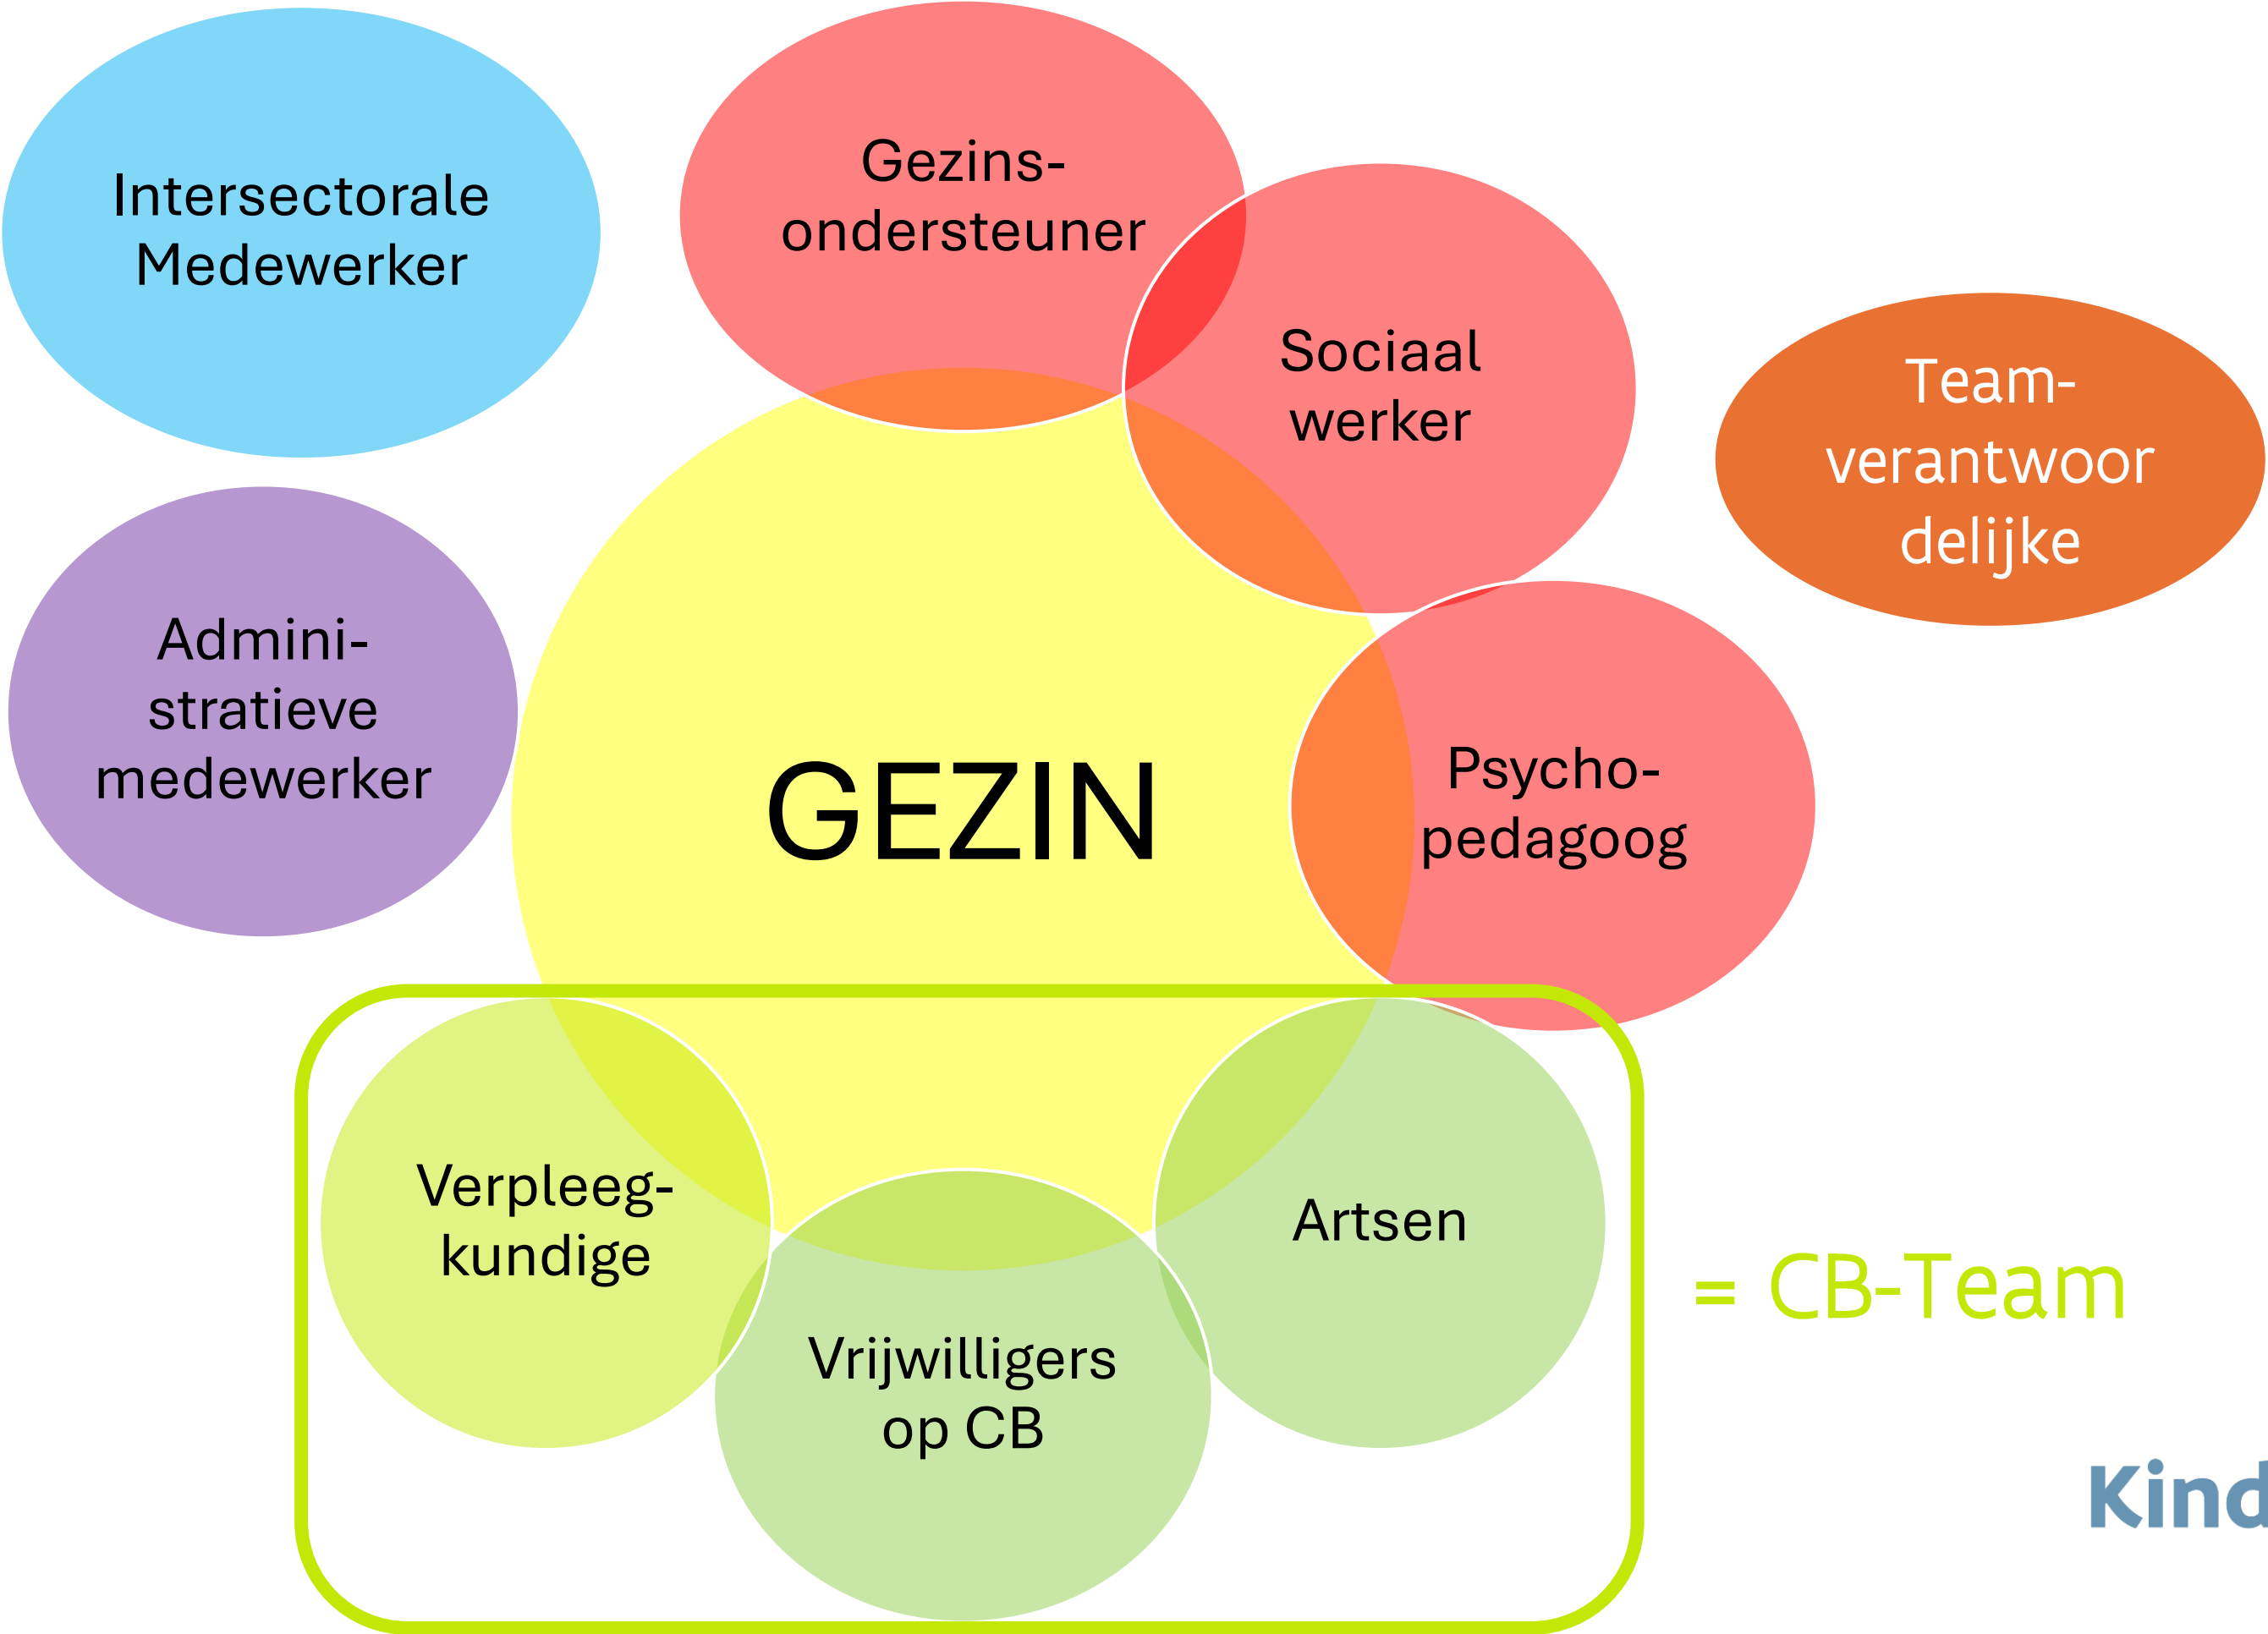 Intersectorale
Medewerker
Gezins-
ondersteuner
Sociaal
werker
Team-
verantwoor
delijke
Admini-
stratieve
medewerker
GEZIN
Psycho-
pedagoog
Verpleeg-
kundige
Vrijwilligers
op CB
Artsen
= CB-Team
Kind